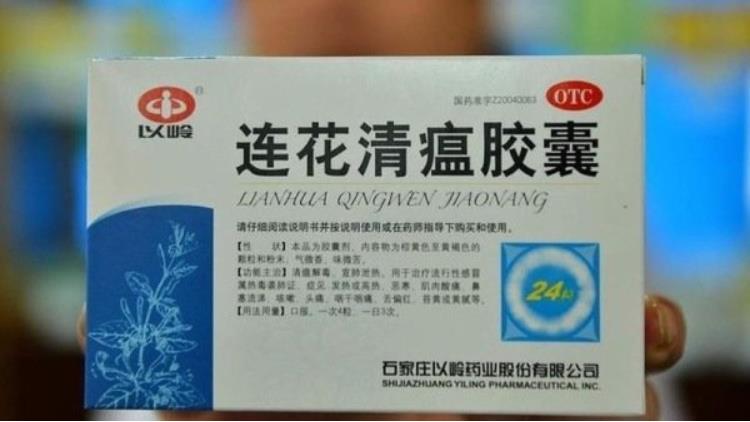 以岭
国药准字Z20040063
OTC
连花清瘟胶囊
LIANHUA QINGWEN JIAONANG
请仔细阅读说明书并按说明使用或在药师指导下购买和使用。
【性 状】本品为胶囊剂，内容物为棕黄色至黄褐色的
颗粒和粉末，气微香，味微苦。
【功能主治】清瘟解毒，宣肺泄热。用于治疗流行性感冒
属热毒袭肺证，症见：发热或高热，恶寒，肌肉酸痛，鼻
塞流涕，咳嗽，头痛，咽干咽痛，舌偏红，苔黄或黄腻等。
【用法用量】口服。一次4粒，一日3次。
24粒
石家庄以岭药业股份有限公司
SHIJIAZHUANG YILING PHARMACEUTICAL INC.